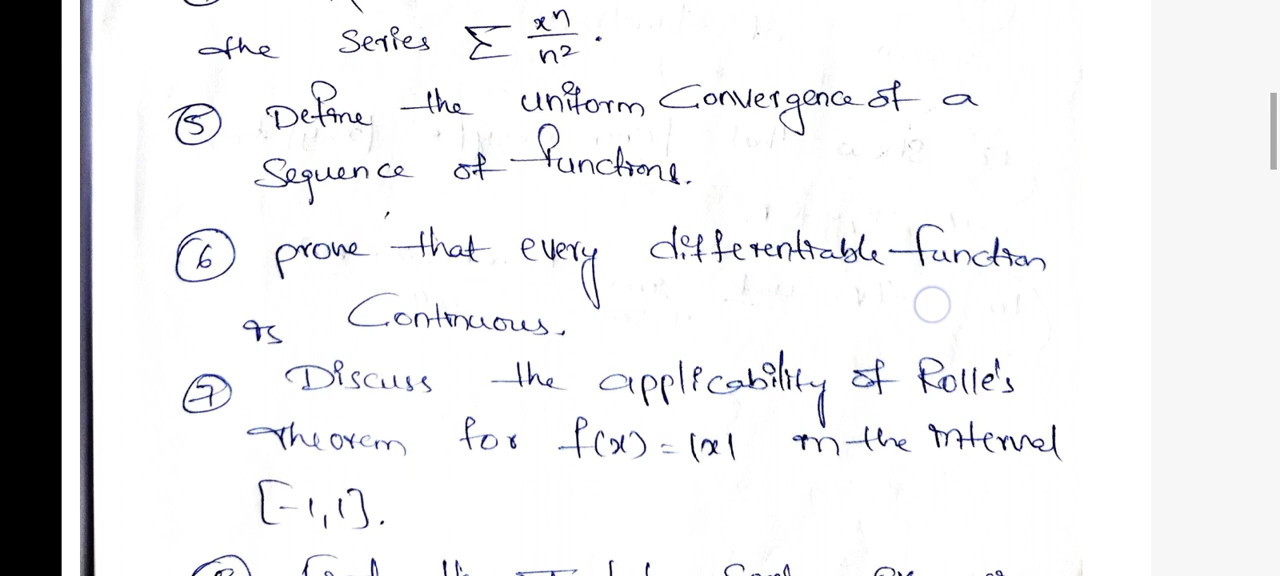 the Series ∑ xⁿ/n² .
⑤ Define the uniform Convergence of a
Sequence of functions.
⑥ prove that every differentiable function
is Continuous.
⑦ Discuss the applicability of Rolle's
Theorem for f(x) = |x| in the interval
[-1,1].